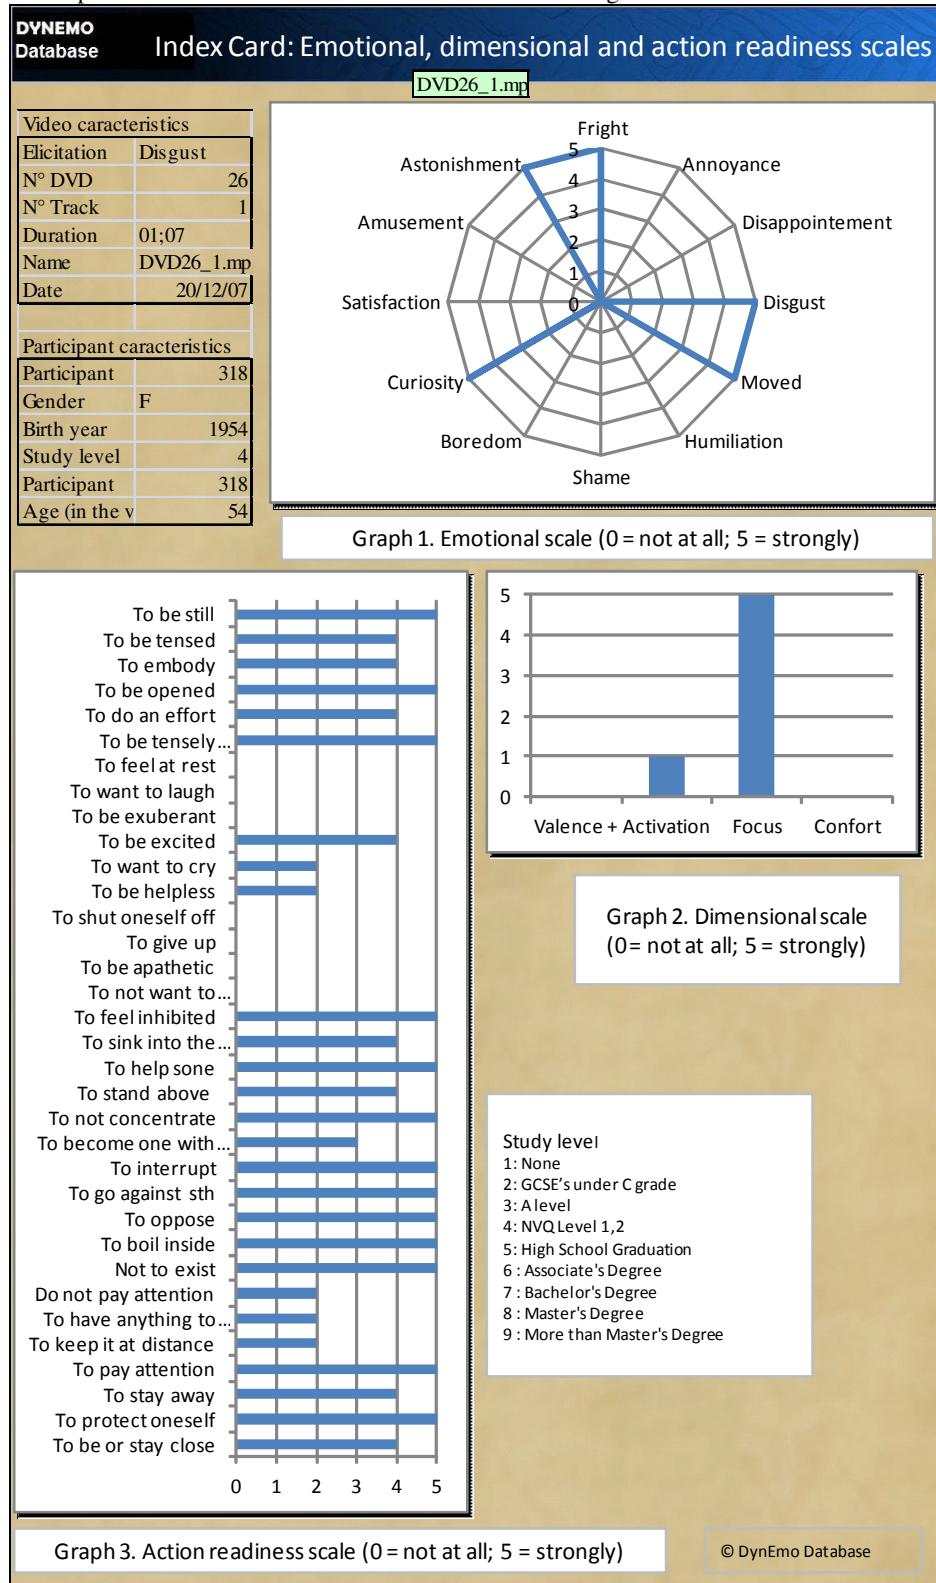 DYNEMO
Database
Index Card: Emotional, dimensional and action readiness scales
DVD26_1.mp
Video caracteristics
Elicitation Disgust
N° DVD 26
N° Track 1
Duration 01;07
Name DVD26_1.mp
Date 20/12/07
Participant caracteristics
Participant 318
Gender F
Birth year 1954
Study level 4
Participant 318
Age (in the v 54
Fright
Annoyance
Disappointement
Disgust
Moved
Humiliation
Shame
Boredom
Curiosity
Satisfaction
Amusement
Astonishment
5
4
3
2
1
0
Graph 1. Emotional scale (0 = not at all; 5 = strongly)
To be still
To be tensed
To embody
To be opened
To do an effort
To be tensely ...
To feel at rest
To want to laugh
To be exuberant
To be excited
To want to cry
To be helpless
To shut oneself off
To give up
To be apathetic
To not want to ...
To feel inhibited
To sink into the ...
To help sone
To stand above
To not concentrate
To become one with ...
To interrupt
To go against sth
To oppose
To boil inside
Not to exist
Do not pay attention
To have anything to ...
To keep it at distance
To pay attention
To stay away
To protect oneself
To be or stay close
0 1 2 3 4 5
Graph 3. Action readiness scale (0 = not at all; 5 = strongly)
5
4
3
2
1
0
Valence + Activation Focus Confort
Graph 2. Dimensional scale
(0 = not at all; 5 = strongly)
Study level
1: None
2: GCSE's under C grade
3: A level
4: NVQ Level 1,2
5: High School Graduation
6 : Associate's Degree
7 : Bachelor's Degree
8 : Master's Degree
9 : More than Master's Degree
© DynEmo Database